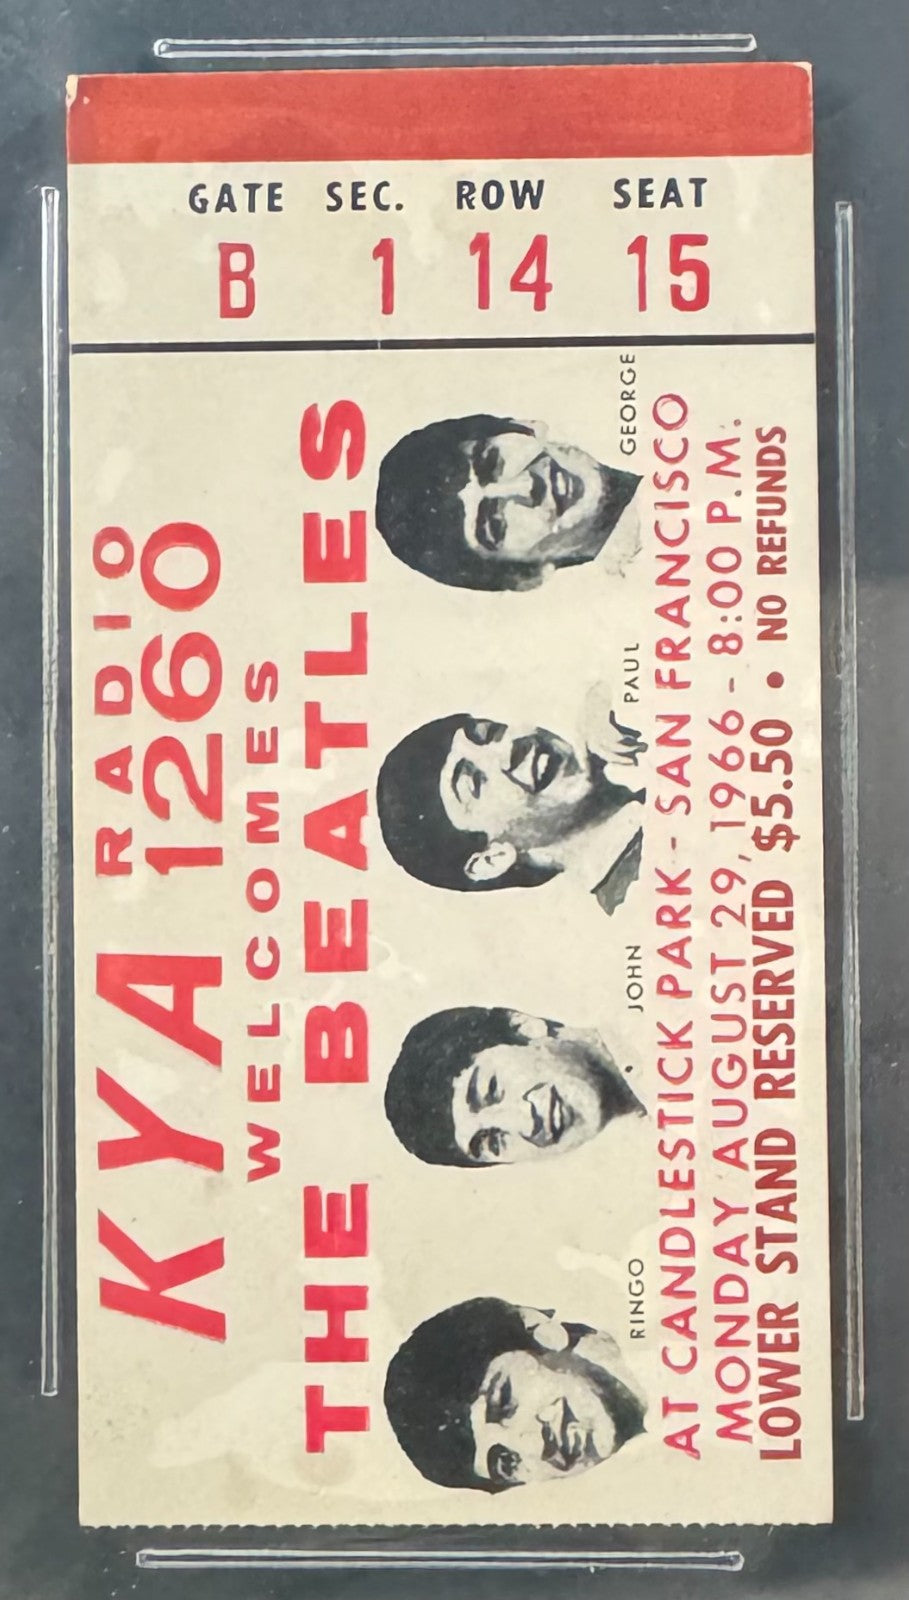 GATE SEC. ROW SEAT
B 1 14 15
KYA RADIO 1260
WELCOMES
THE BEATLES
RINGO JOHN PAUL GEORGE
AT CANDLESTICK PARK - SAN FRANCISCO
MONDAY AUGUST 29, 1966 - 8:00 P.M.
LOWER STAND RESERVED $5.50 • NO REFUNDS